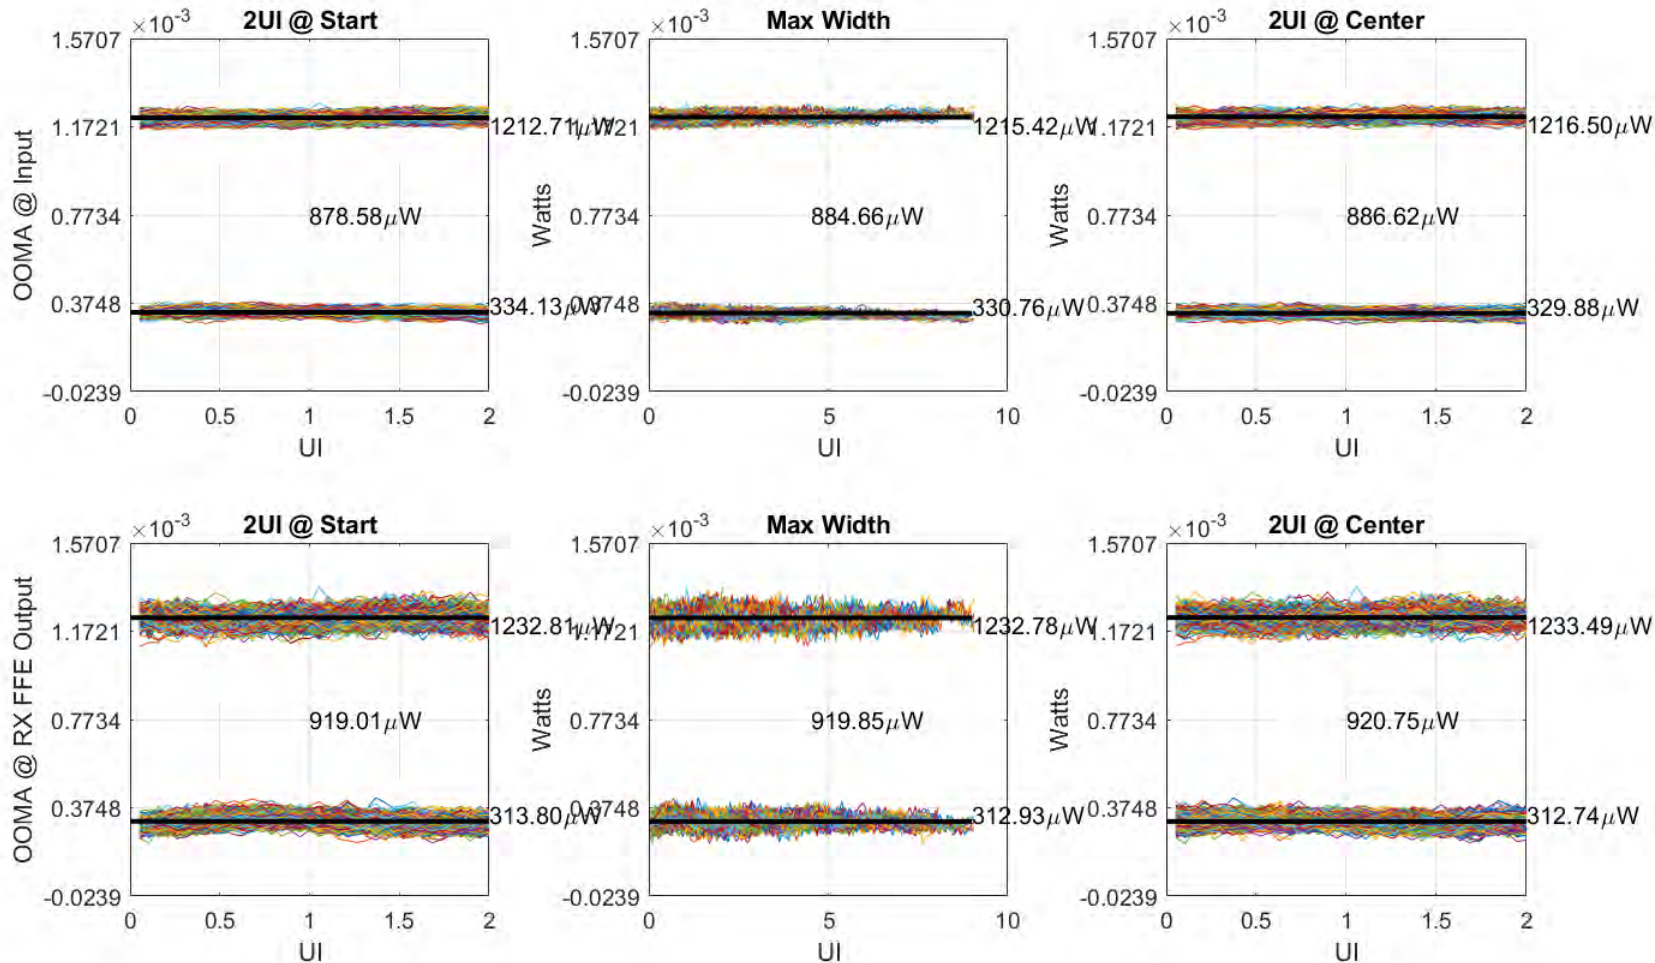 ×10-3
2UI @ Start
1.5707
1.1721
0.7734
0.3748
-0.0239
0
0.5
1
1.5
2
UI
OOMA @ Input
1212.71μW
878.58μW
334.13μW
×10-3
Max Width
1.5707
1.1721
0.7734
0.3748
-0.0239
0
5
10
UI
Watts
1215.42μW
884.66μW
330.76μW
×10-3
2UI @ Center
1.5707
1.1721
0.7734
0.3748
-0.0239
0
0.5
1
1.5
2
UI
Watts
1216.50μW
886.62μW
329.88μW
×10-3
2UI @ Start
1.5707
1.1721
0.7734
0.3748
-0.0239
0
0.5
1
1.5
2
UI
OOMA @ RX FFE Output
1232.81μW
919.01μW
313.80μW
×10-3
Max Width
1.5707
1.1721
0.7734
0.3748
-0.0239
0
5
10
UI
Watts
1232.78μW
919.85μW
312.93μW
×10-3
2UI @ Center
1.5707
1.1721
0.7734
0.3748
-0.0239
0
0.5
1
1.5
2
UI
Watts
1233.49μW
920.75μW
312.74μW